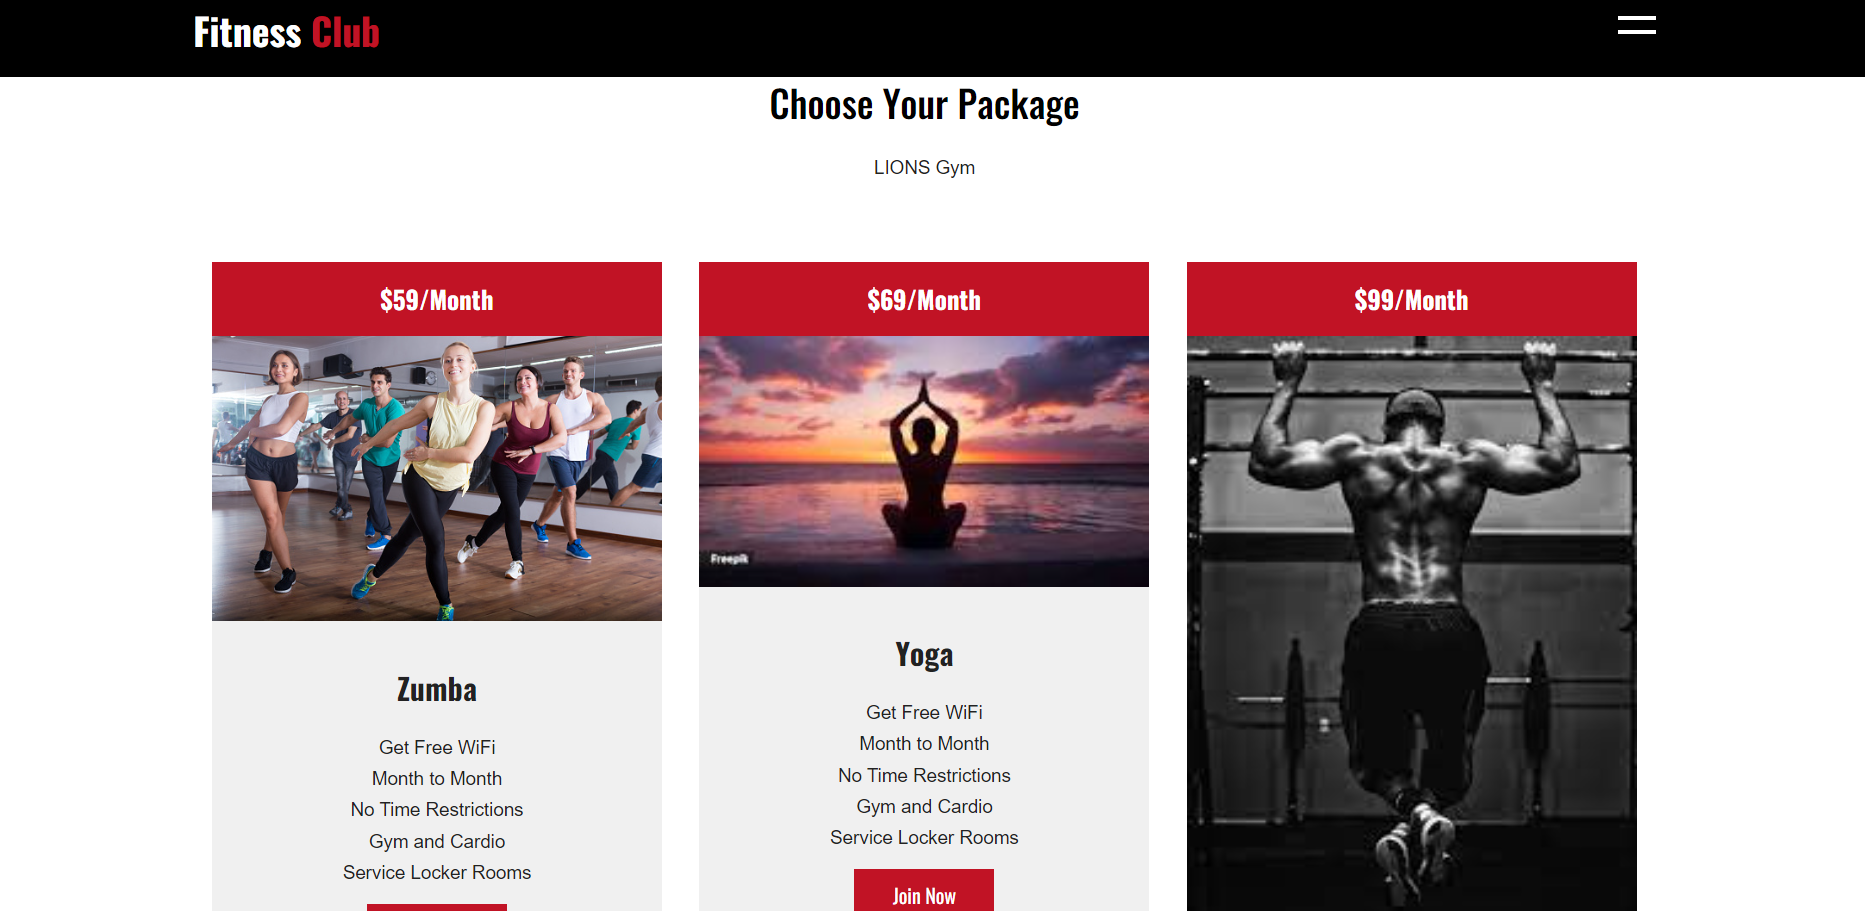 Fitness Club
Choose Your Package
LIONS Gym
$59/Month
Zumba
Get Free WiFi
Month to Month
No Time Restrictions
Gym and Cardio
Service Locker Rooms
$69/Month
Freepik
Yoga
Get Free WiFi
Month to Month
No Time Restrictions
Gym and Cardio
Service Locker Rooms
Join Now
$99/Month